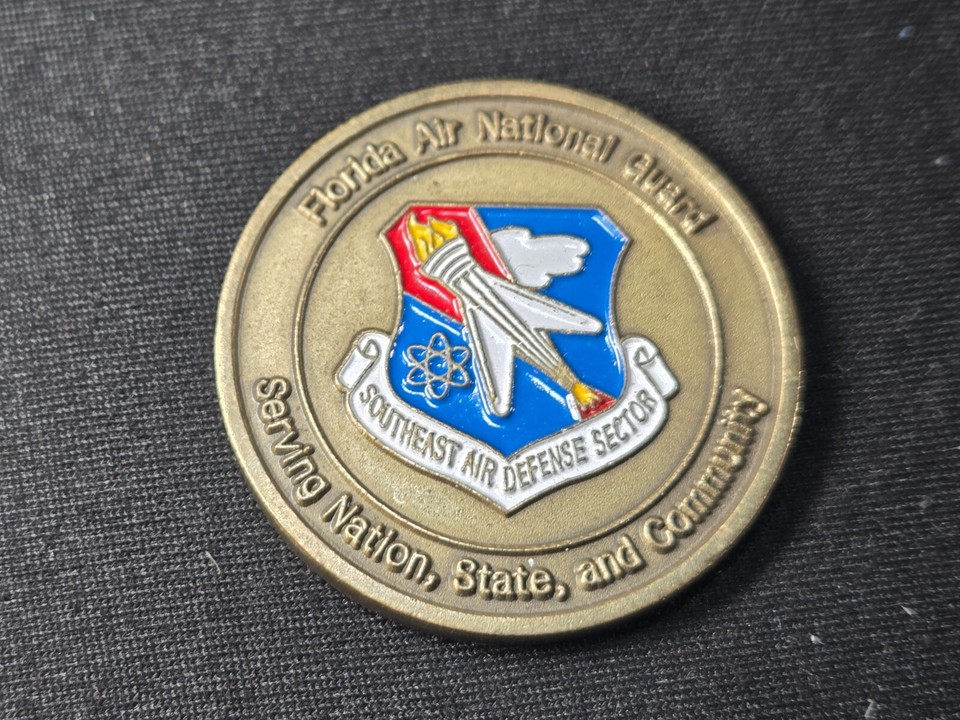 Florida Air National Guard
SOUTHEAST AIR DEFENSE SECTOR
Serving Nation, State, and Community